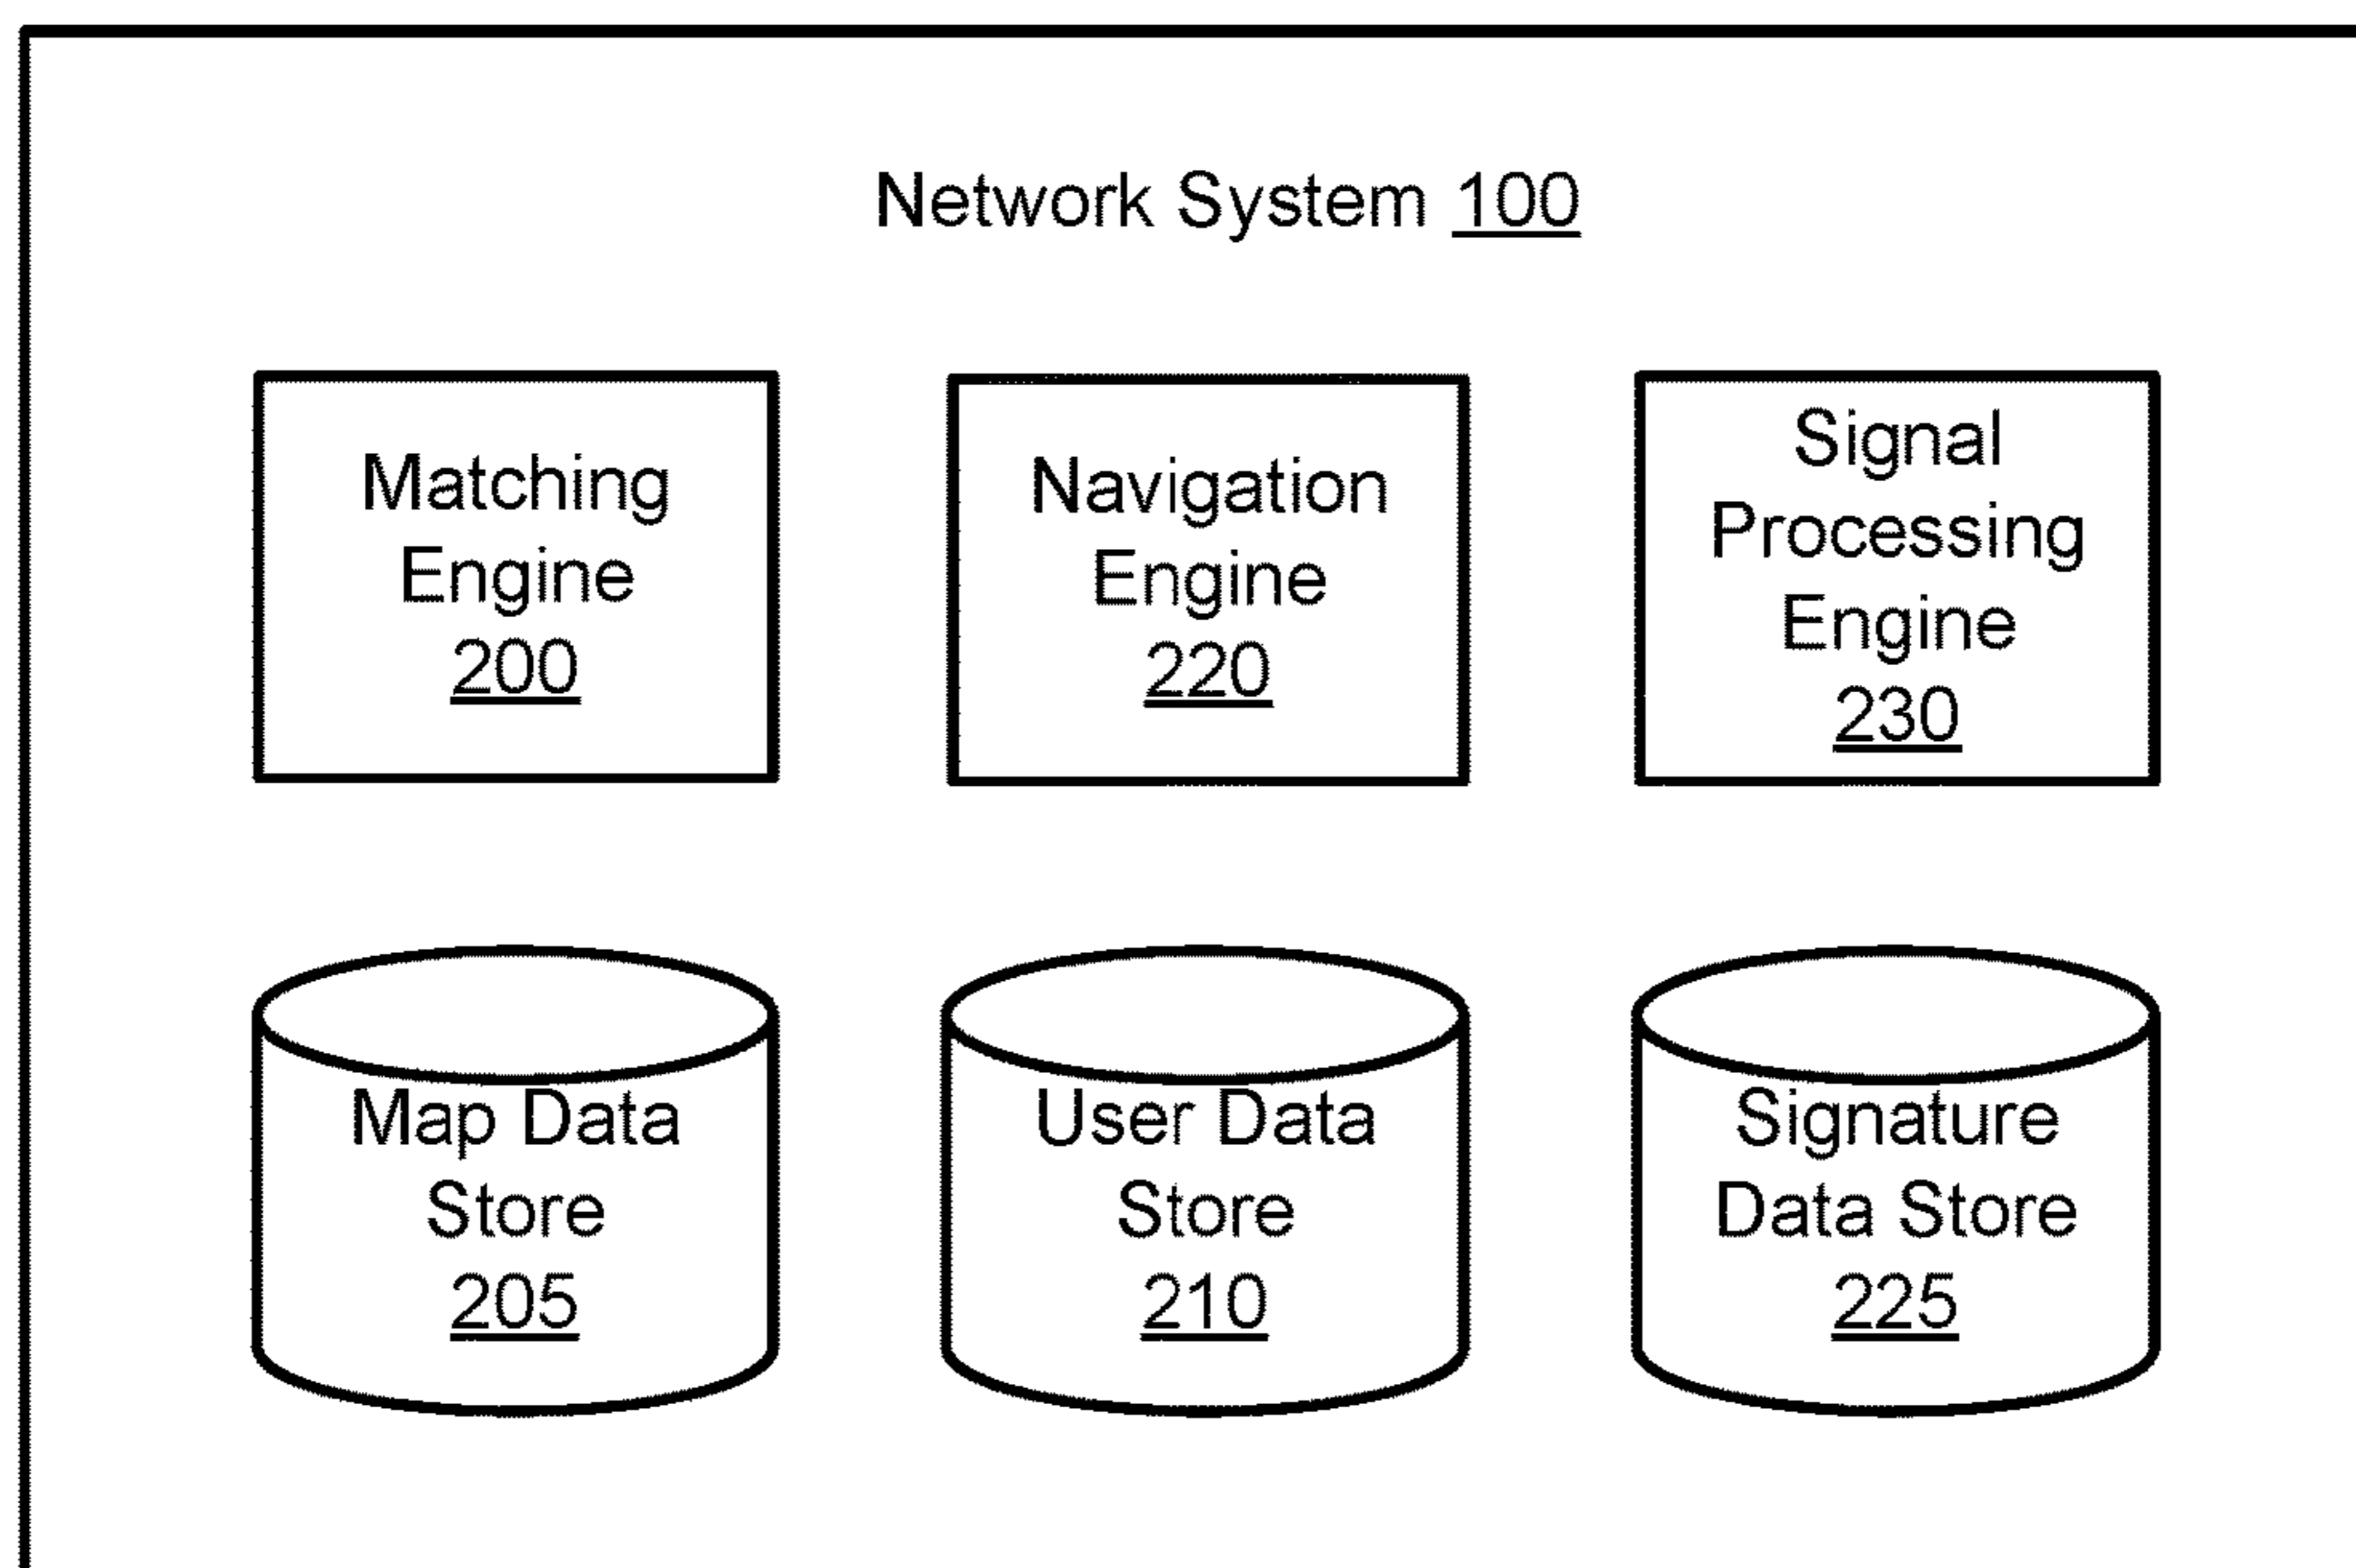 Network System 100
Matching
Engine
200
Navigation
Engine
220
Signal
Processing
Engine
230
Map Data
Store
205
User Data
Store
210
Signature
Data Store
225